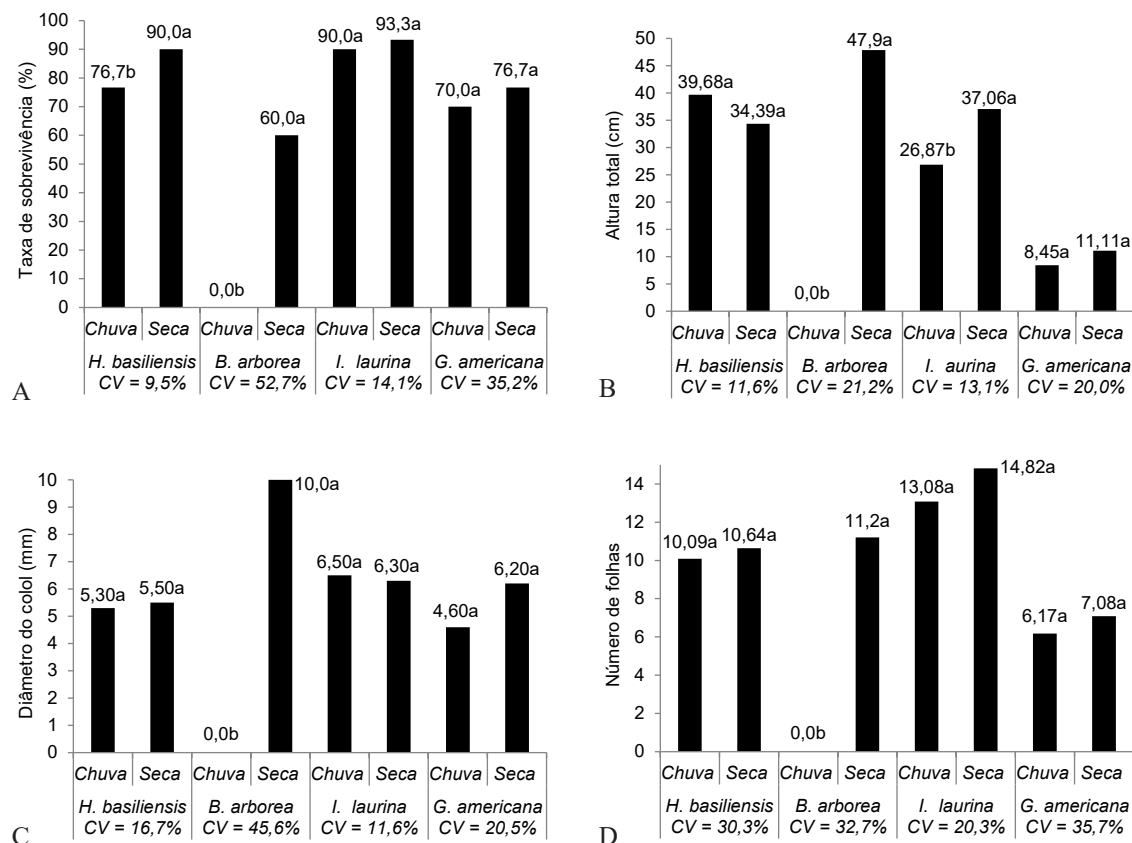 Taxa de sobrevivência (%)
100
90
80
70
60
50
40
30
20
10
0
76,7b
90,0a
0,0b
60,0a
90,0a
93,3a
70,0a
76,7a
Chuva Seca Chuva Seca Chuva Seca Chuva Seca
H. basiliensis B. arborea I. laurina G. americana
CV = 9,5% CV = 52,7% CV = 14,1% CV = 35,2%
A
Altura total (cm)
50
45
40
35
30
25
20
15
10
5
0
39,68a
34,39a
0,0b
47,9a
26,87b
37,06a
8,45a
11,11a
Chuva Seca Chuva Seca Chuva Seca Chuva Seca
H. basiliensis B. arborea I. aurina G. americana
CV = 11,6% CV = 21,2% CV = 13,1% CV = 20,0%
B
Diâmetro do colol (mm)
10
9
8
7
6
5
4
3
2
1
0
5,30a
5,50a
0,0b
10,0a
6,50a
6,30a
4,60a
6,20a
Chuva Seca Chuva Seca Chuva Seca Chuva Seca
H. basiliensis B. arborea I. laurina G. americana
CV = 16,7% CV = 45,6% CV = 11,6% CV = 20,5%
C
Número de folhas
14
12
10
8
6
4
2
0
10,09a
10,64a
0,0b
11,2a
13,08a
14,82a
6,17a
7,08a
Chuva Seca Chuva Seca Chuva Seca Chuva Seca
H. basiliensis B. arborea I. laurina G. americana
CV = 30,3% CV = 32,7% CV = 20,3% CV = 35,7%
D